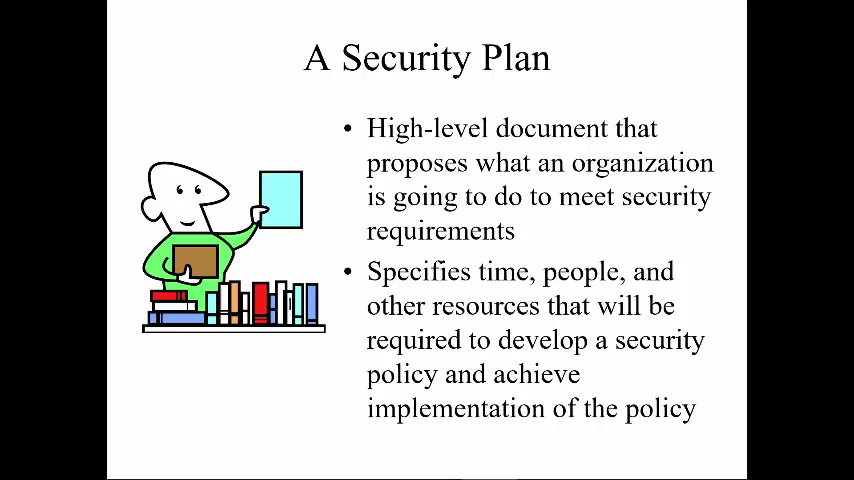 A Security Plan
• High-level document that
proposes what an organization
is going to do to meet security
requirements
• Specifies time, people, and
other resources that will be
required to develop a security
policy and achieve
implementation of the policy